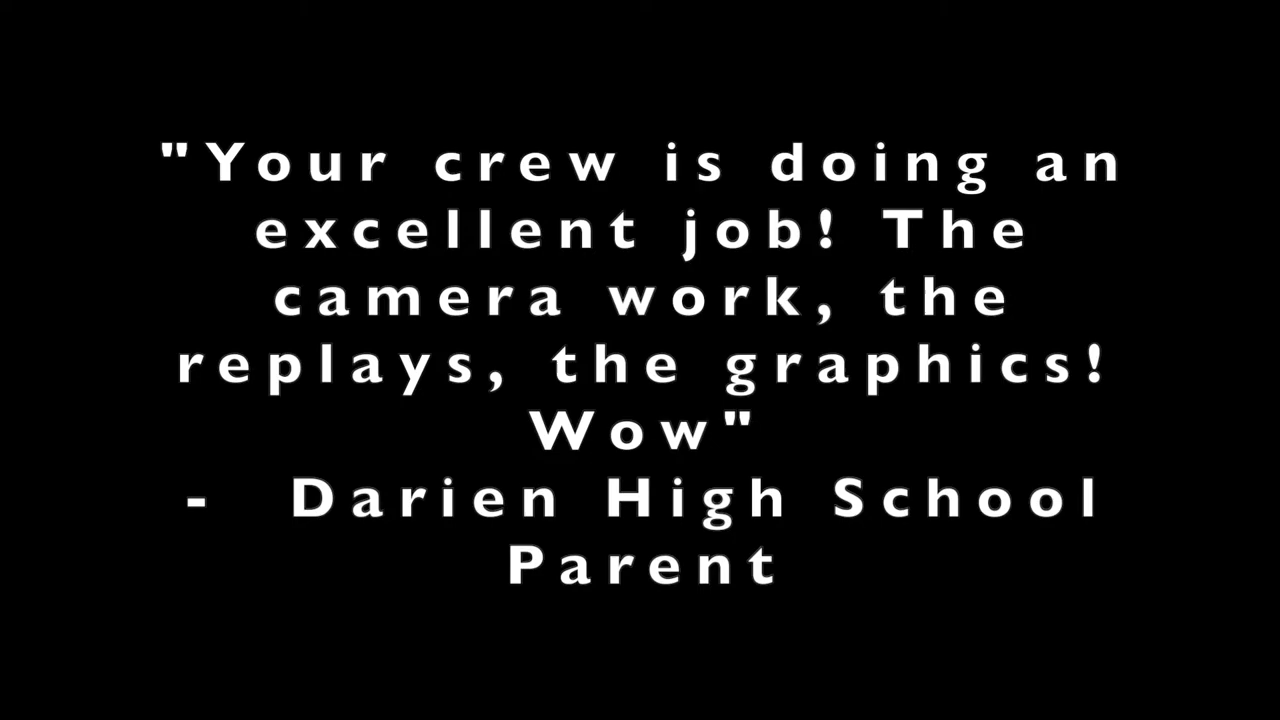 "Your crew is doing an
excellent job! The
camera work, the
replays, the graphics!
Wow"
- Darien High School
Parent